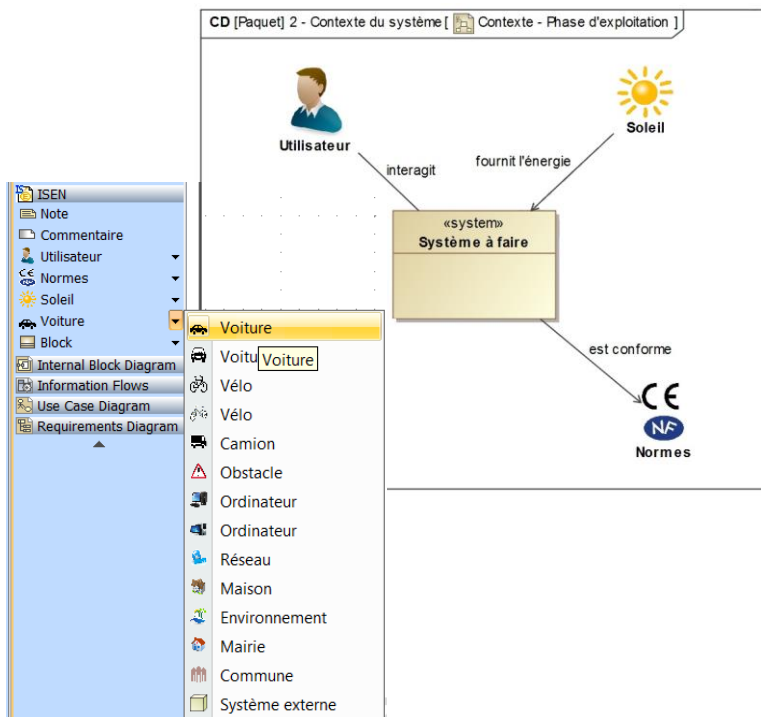 CD [Paquet] 2 - Contexte du système [ Contexte - Phase d'exploitation ]
Utilisateur
Soleil
interagit
fournit l'énergie
«system»
Système à faire
est conforme
CE
NF
Normes
ISEN
Note
Commentaire
Utilisateur
Normes
Soleil
Voiture
Block
Internal Block Diagram
Information Flows
Use Case Diagram
Requirements Diagram
Voiture
Voitu
Voiture
Vélo
Vélo
Camion
Obstacle
Ordinateur
Ordinateur
Réseau
Maison
Environnement
Mairie
Commune
Système externe